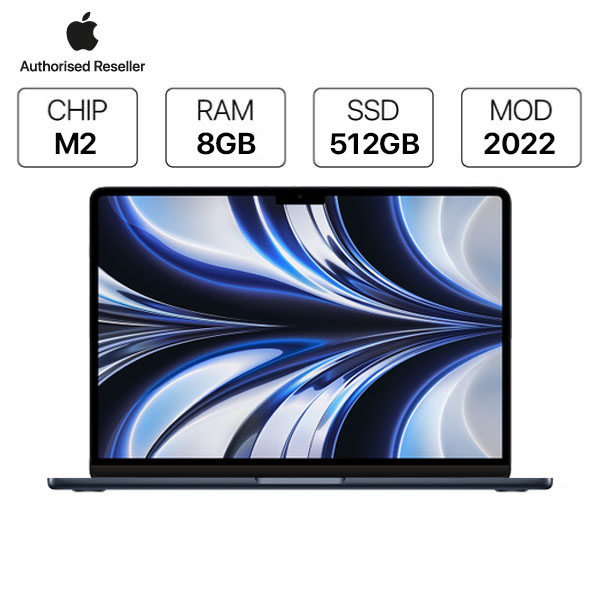 Authorised Reseller
CHIP
M2
RAM
8GB
SSD
512GB
MOD
2022